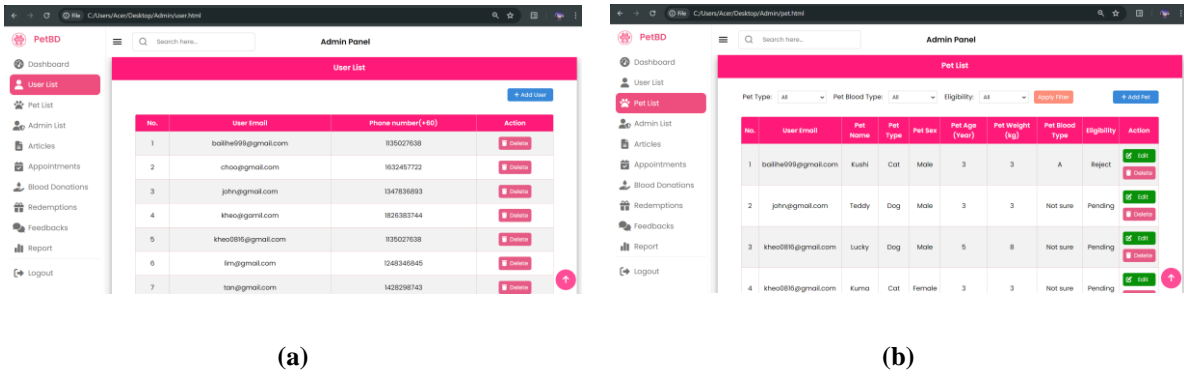 File C:/Users/Acer/Desktop/Admin/user.html
PetBD
Search here...
Admin Panel
Dashboard
User List
Pet List
Admin List
Articles
Appointments
Blood Donations
Redemptions
Feedbacks
Report
Logout
User List
+ Add User
No. User Email Phone number(+60) Action
1 bailihe999@gmail.com 1135027638 Delete
2 choo@gmail.com 1632457722 Delete
3 john@gmail.com 1347836893 Delete
4 kheo@gamil.com 1826383744 Delete
5 kheo0816@gmail.com 1135027638 Delete
6 lim@gmail.com 1248346845 Delete
7 tan@gmail.com 1428298743 Delete
(a)
File C:/Users/Acer/Desktop/Admin/pet.html
PetBD
Search here...
Admin Panel
Dashboard
User List
Pet List
Admin List
Articles
Appointments
Blood Donations
Redemptions
Feedbacks
Report
Logout
Pet List
Pet Type: All Pet Blood Type: All Eligibility: All Apply Filter + Add Pet
No. User Email Pet Name Pet Type Pet Sex Pet Age (Year) Pet Weight (kg) Pet Blood Type Eligibility Action
1 bailihe999@gmail.com Kushi Cat Male 3 3 A Reject Edit Delete
2 john@gmail.com Teddy Dog Male 3 3 Not sure Pending Edit Delete
3 kheo0816@gmail.com Lucky Dog Male 5 8 Not sure Pending Edit Delete
4 kheo0816@gmail.com Kuma Cat Female 3 3 Not sure Pending Edit
(b)